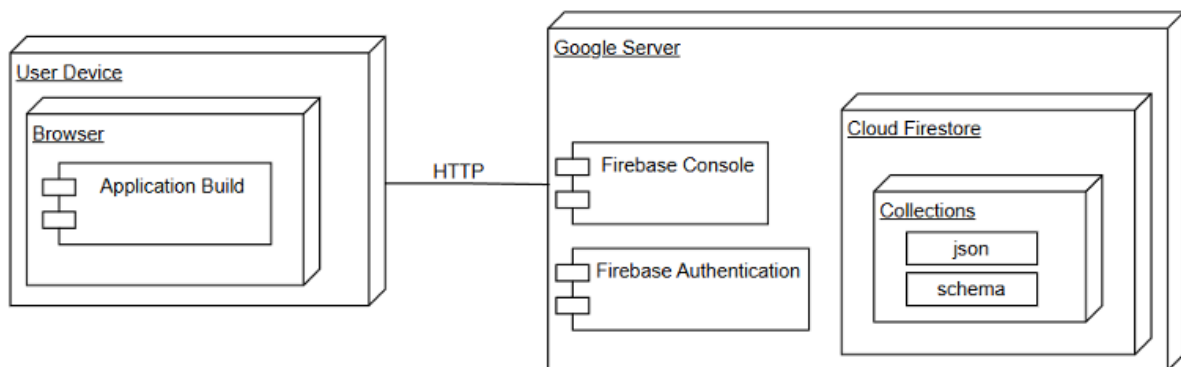 User Device
Browser
Application Build
HTTP
Google Server
Firebase Console
Firebase Authentication
Cloud Firestore
Collections
json
schema